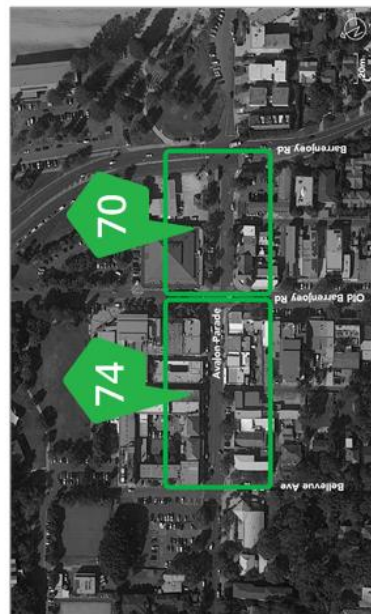 70
74
Barrenjoey Rd
Old Barrenjoey Rd
Avalon Parade
Bellevue Ave
20m